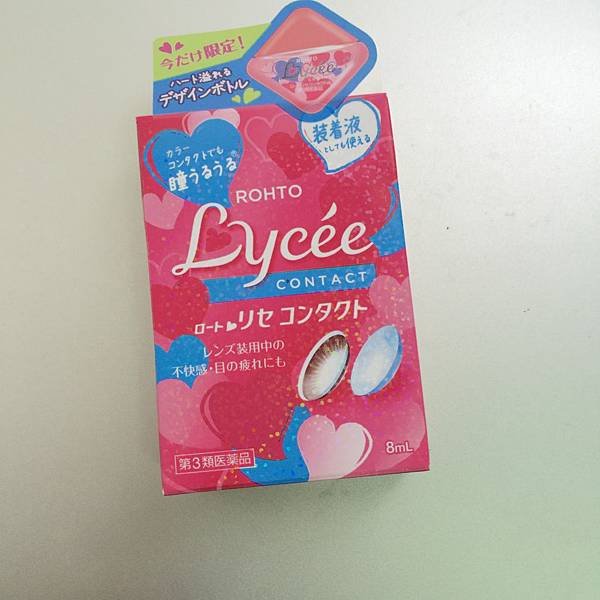 今だけ限定!
ハート溢れる
デザインボトル
Lycée
装着液
としても使える
カラー
コンタクトでも
瞳うるうる
ROHTO
Lycée
CONTACT
ロート リセ コンタクト
レンズ装用中の
不快感・目の疲れにも
第3類医薬品
8mL